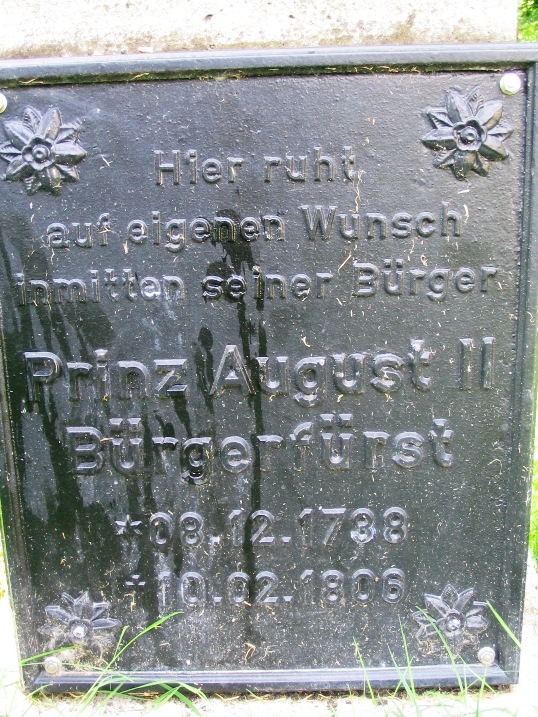 Hier ruht
auf eigenen Wunsch
inmitten seiner Bürger
Prinz August II
Bürgerfürst
* 08.12.1738
† 10.02.1806